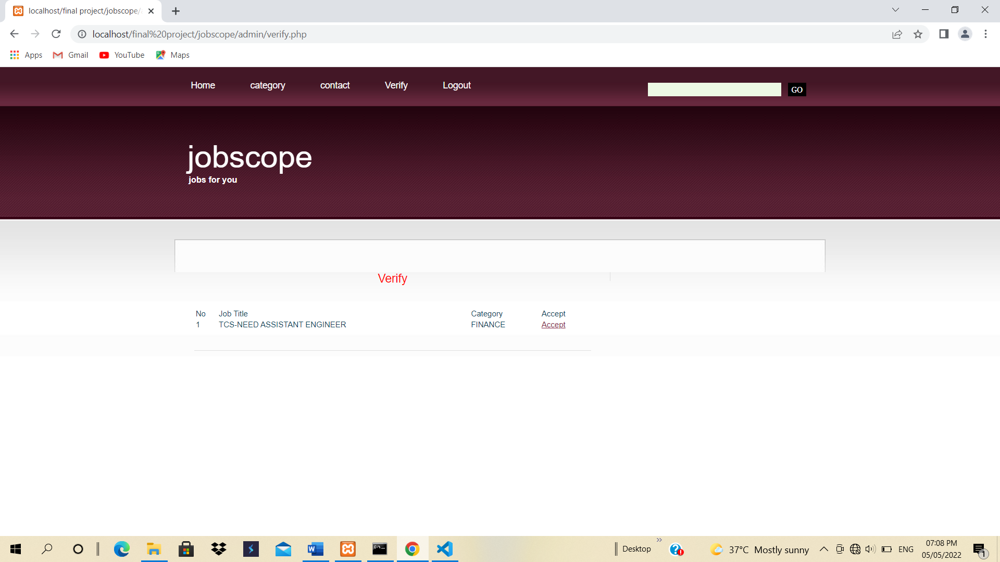 localhost/final project/jobscope/
localhost/final%20project/jobscope/admin/verify.php
Apps Gmail YouTube Maps
Home category contact Verify Logout GO
jobscope
jobs for you
Verify
No Job Title Category Accept
1 TCS-NEED ASSISTANT ENGINEER FINANCE Accept
Desktop 37°C Mostly sunny ENG 07:08 PM
05/05/2022
1